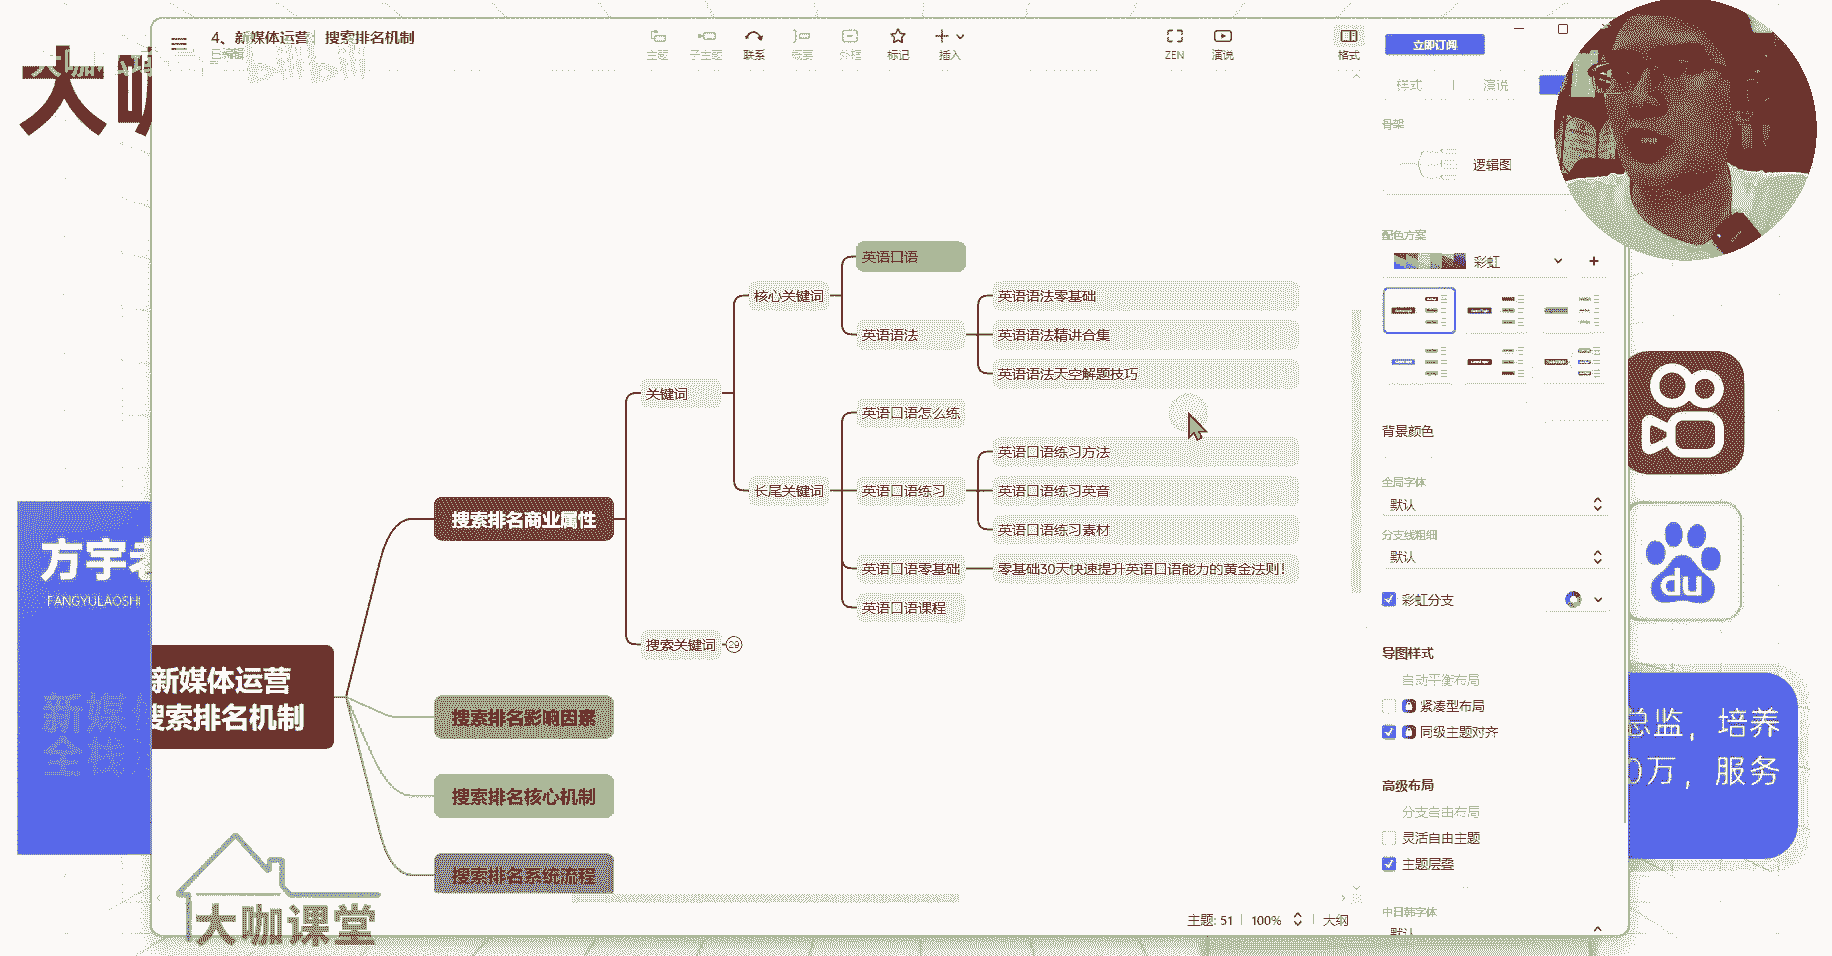 大咖
4、新媒体运营 搜索排名机制
已编辑
bilibili
主题
子主题
联系
概要
外框
标记
插入
ZEN
演说
格式
立即订阅
样式
演说
骨架
逻辑图
配色方案
彩虹
背景颜色
全局字体
默认
分支线粗细
默认
彩虹分支
导图样式
自动平衡布局
紧凑型布局
同级主题对齐
高级布局
分支自由布局
灵活自由主题
主题层叠
中日韩字体
默认
新媒体运营
搜索排名机制
搜索排名商业属性
关键词
核心关键词
英语口语
英语语法
英语语法零基础
英语语法精讲合集
英语语法天空解题技巧
长尾关键词
英语口语怎么练
英语口语练习
英语口语练习方法
英语口语练习英音
英语口语练习素材
英语口语零基础
零基础30天快速提升英语口语能力的黄金法则！
英语口语课程
搜索关键词
29
搜索排名影响因素
搜索排名核心机制
搜索排名系统流程
主题: 51
100%
大纲
方宇老
FANGYULAOSHI
新媒体
全栈
大咖课堂
du
总监，培养
0万，服务